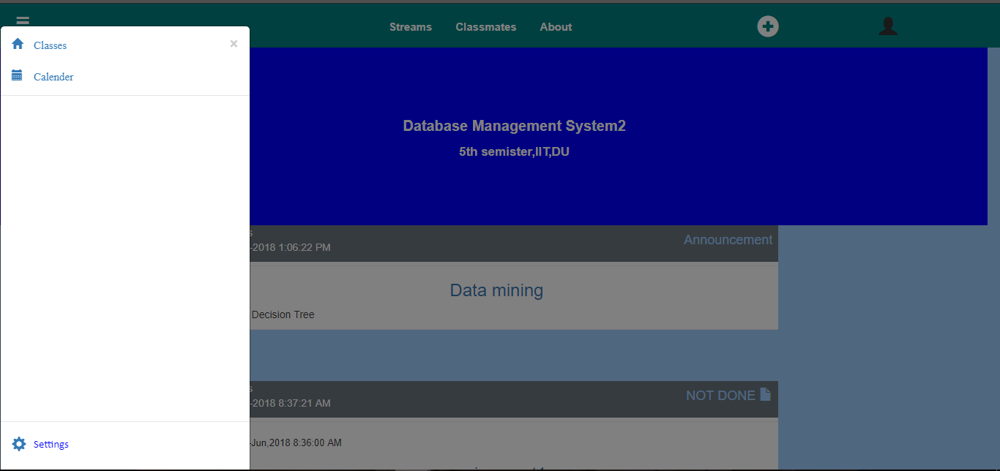 Streams Classmates About
Classes ×
Calender
Database Management System2
5th semister,IIT,DU
-2018 1:06:22 PM
Announcement
Data mining
Decision Tree
-2018 8:37:21 AM
NOT DONE
-Jun,2018 8:36:00 AM
Settings